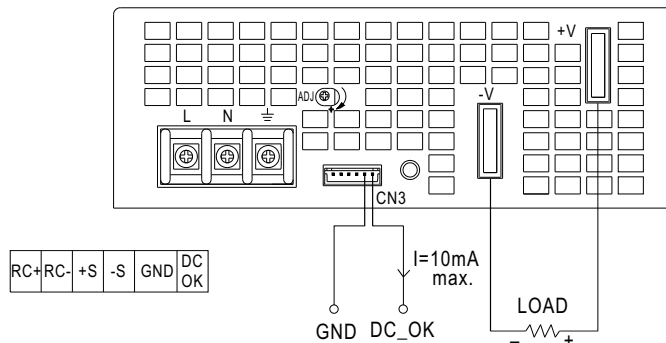 +V
-V
ADJ
+
L N ⏚
CN3
RC+ RC- +S -S GND DC OK
I=10mA
max.
GND DC_OK
LOAD
– +